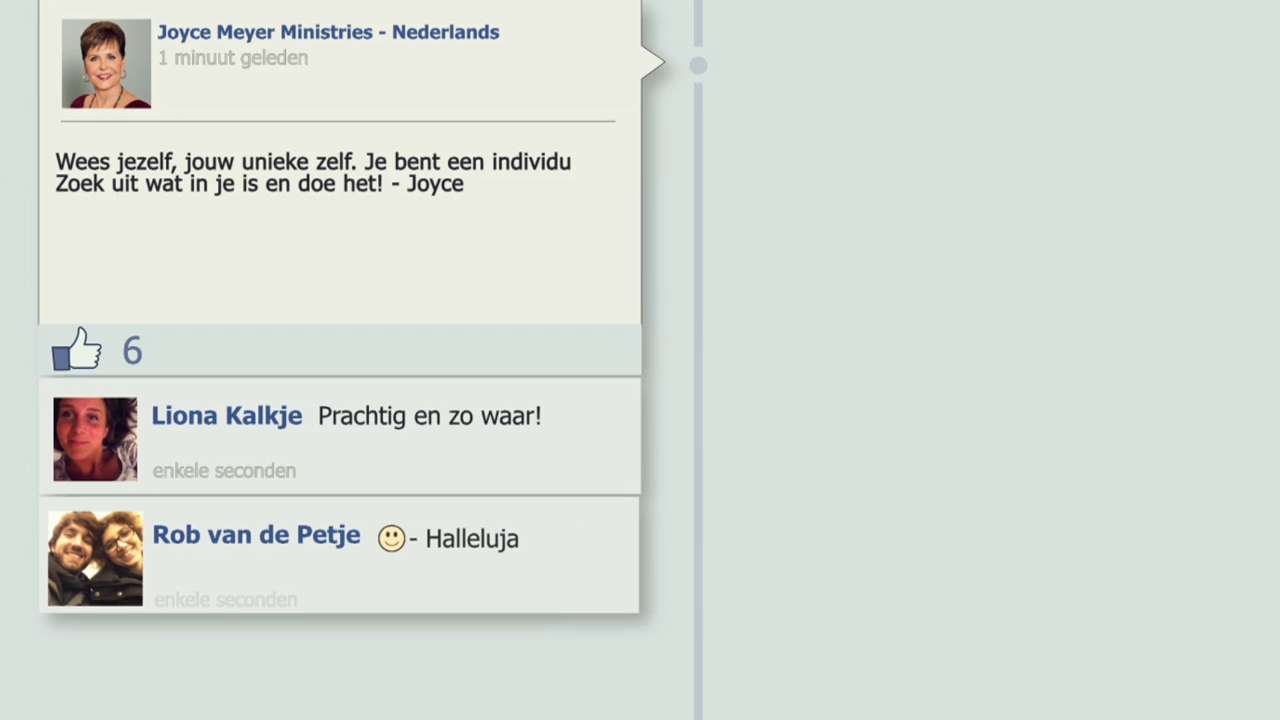 Joyce Meyer Ministries - Nederlands
1 minuut geleden
Wees jezelf, jouw unieke zelf. Je bent een individu
Zoek uit wat in je is en doe het! - Joyce
6
Liona Kalkje Prachtig en zo waar!
enkele seconden
Rob van de Petje - Halleluja
enkele seconden